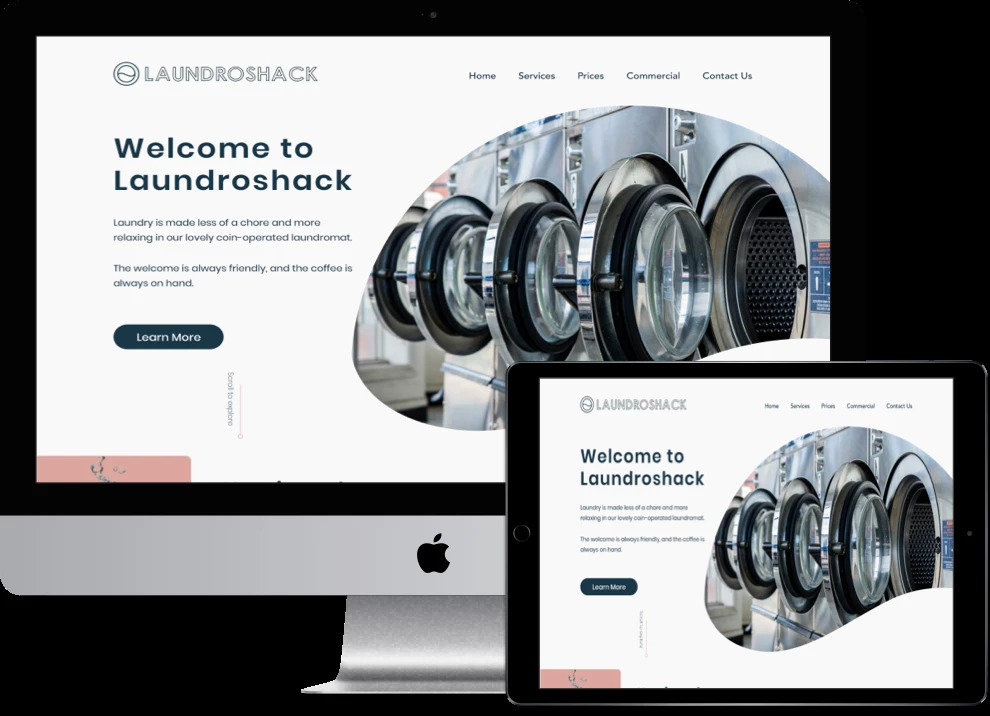 LAUNDROSHACK
Home Services Prices Commercial Contact Us
Welcome to
Laundroshack
Laundry is made less of a chore and more
relaxing in our lovely coin-operated laundromat.
The welcome is always friendly, and the coffee is
always on hand.
Learn More
Scroll to explore
LAUNDROSHACK
Home Services Prices Commercial Contact Us
Welcome to
Laundroshack
Laundry is made less of a chore and more
relaxing in our lovely coin-operated laundromat.
The welcome is always friendly, and the coffee is
always on hand.
Learn More
Scroll to explore